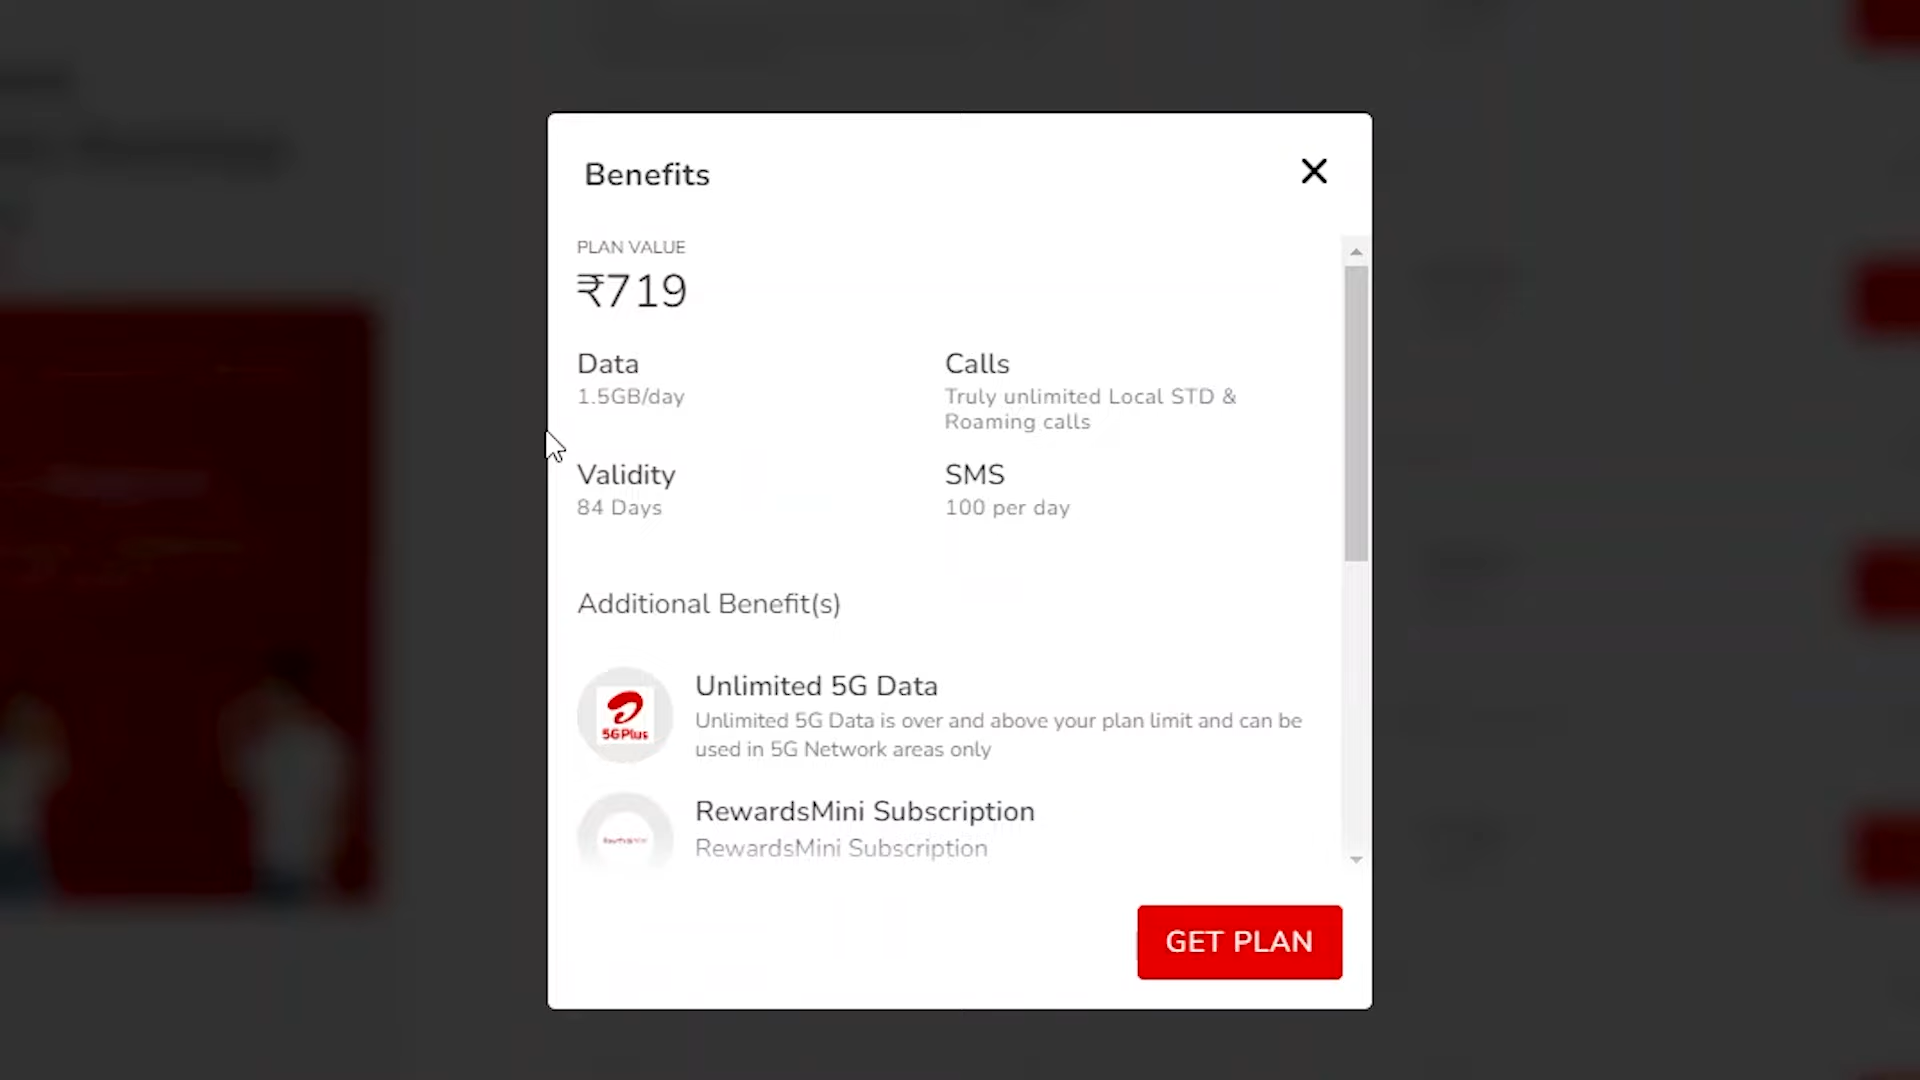 Benefits
PLAN VALUE
₹719
Data
1.5GB/day
Calls
Truly unlimited Local STD &
Roaming calls
Validity
84 Days
SMS
100 per day
Additional Benefit(s)
5G Plus
Unlimited 5G Data
Unlimited 5G Data is over and above your plan limit and can be
used in 5G Network areas only
RewardsMini Subscription
RewardsMini Subscription
GET PLAN